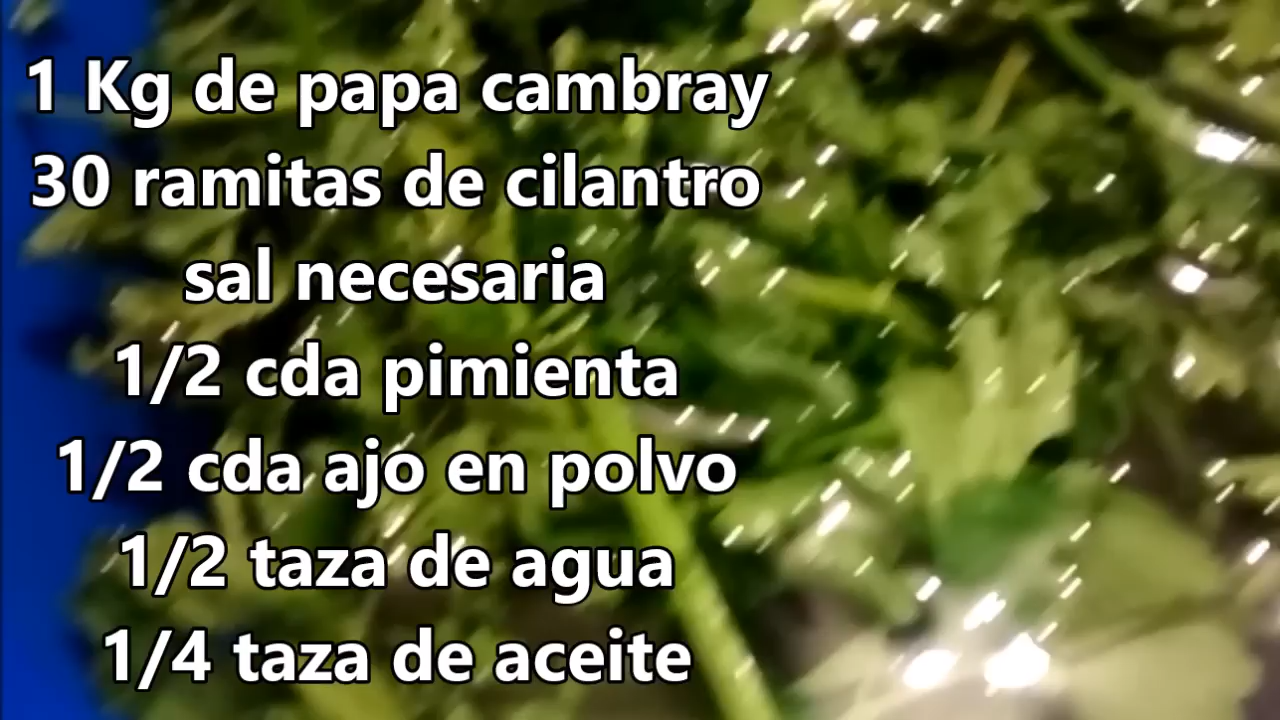 1 Kg de papa cambray
30 ramitas de cilantro
sal necesaria
1/2 cda pimienta
1/2 cda ajo en polvo
1/2 taza de agua
1/4 taza de aceite